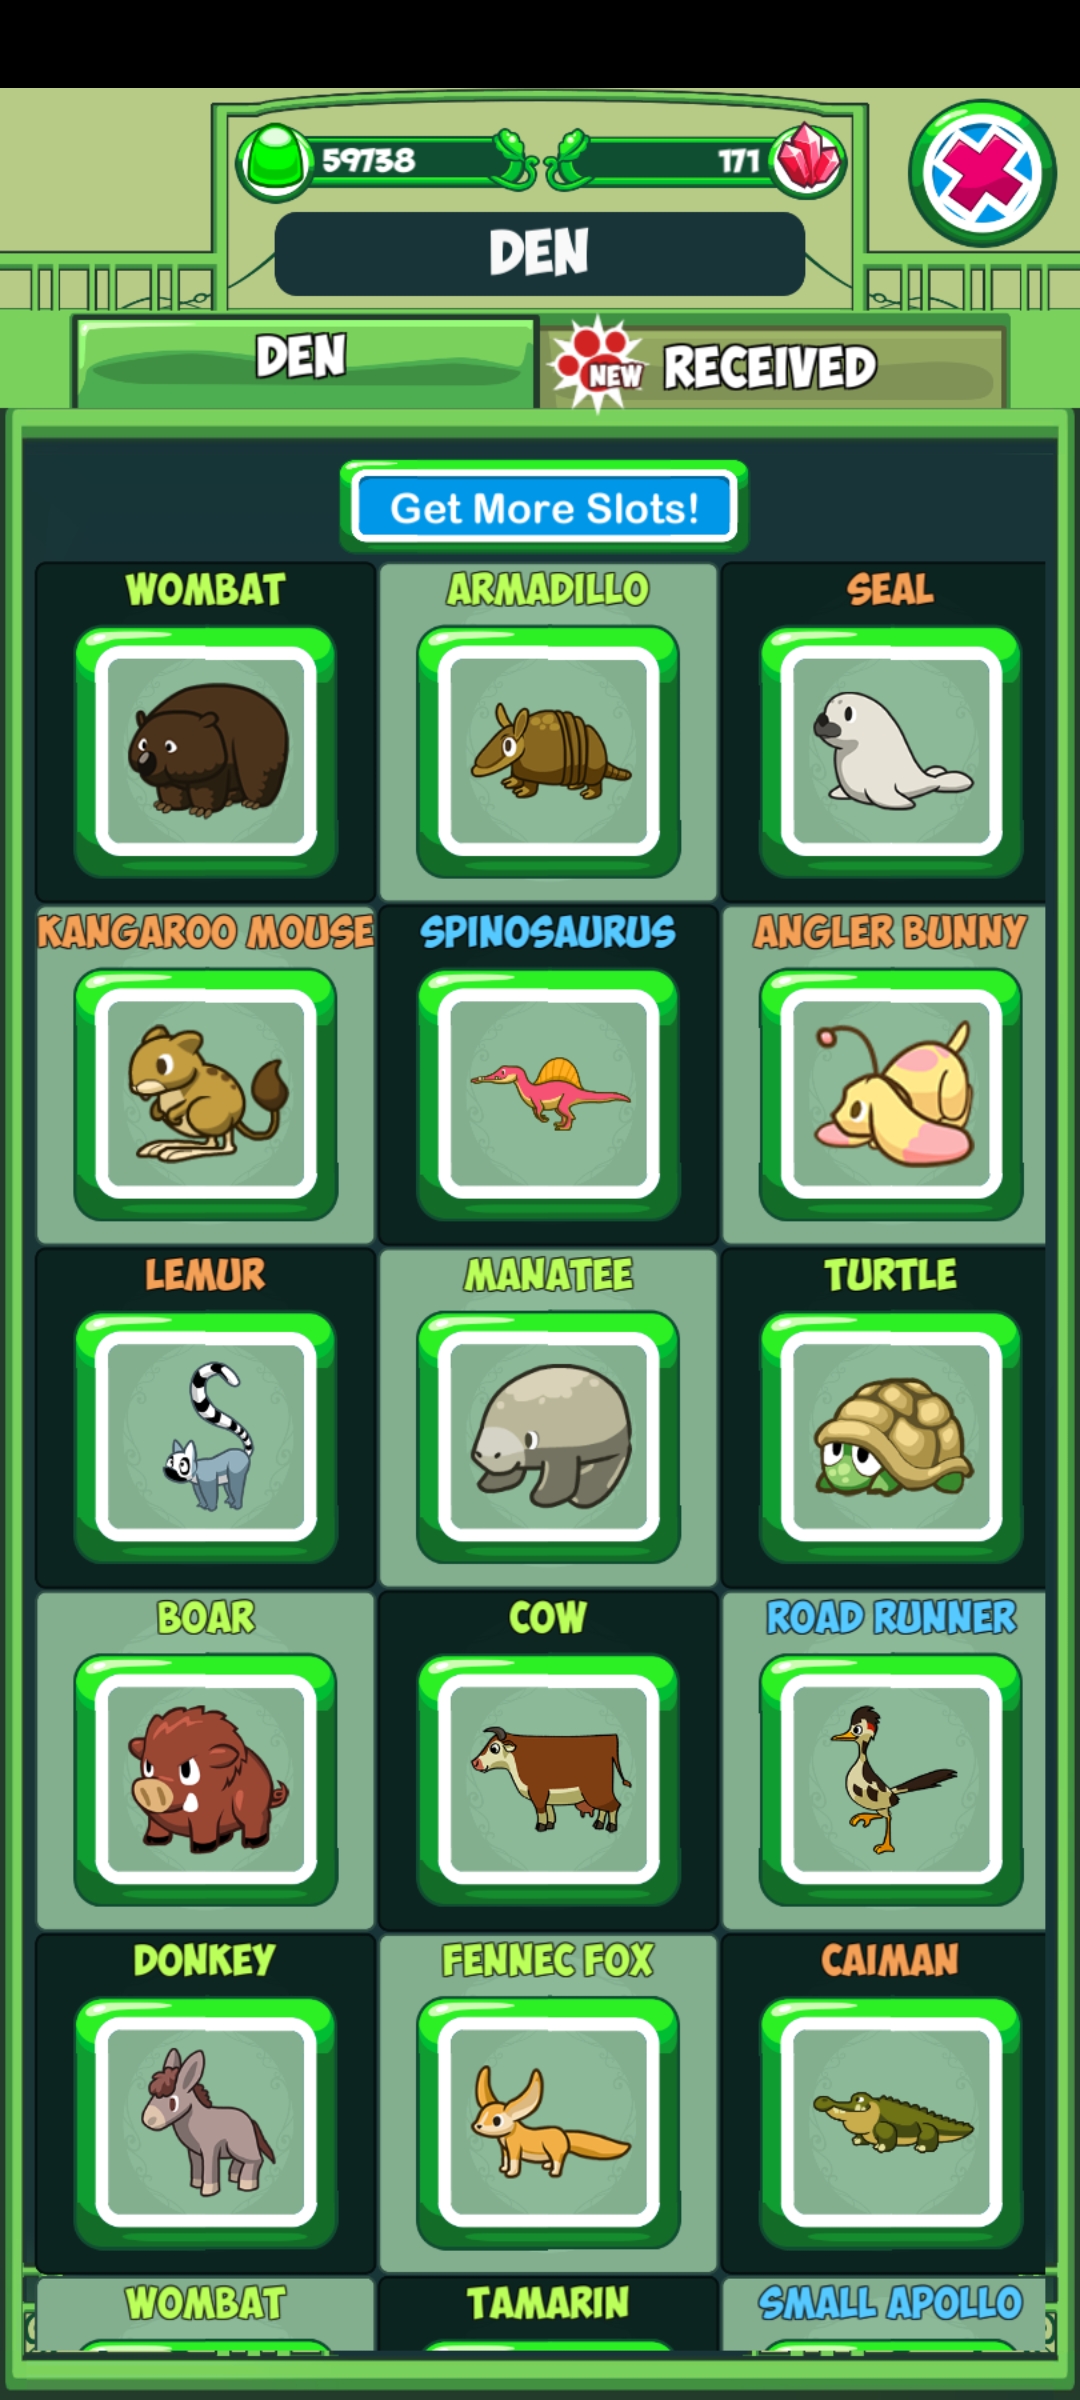 59738
171
DEN
DEN
NEW
RECEIVED
Get More Slots!
WOMBAT
ARMADILLO
SEAL
KANGAROO MOUSE
SPINOSAURUS
ANGLER BUNNY
LEMUR
MANATEE
TURTLE
BOAR
COW
ROAD RUNNER
DONKEY
FENNEC FOX
CAIMAN
WOMBAT
TAMARIN
SMALL APOLLO